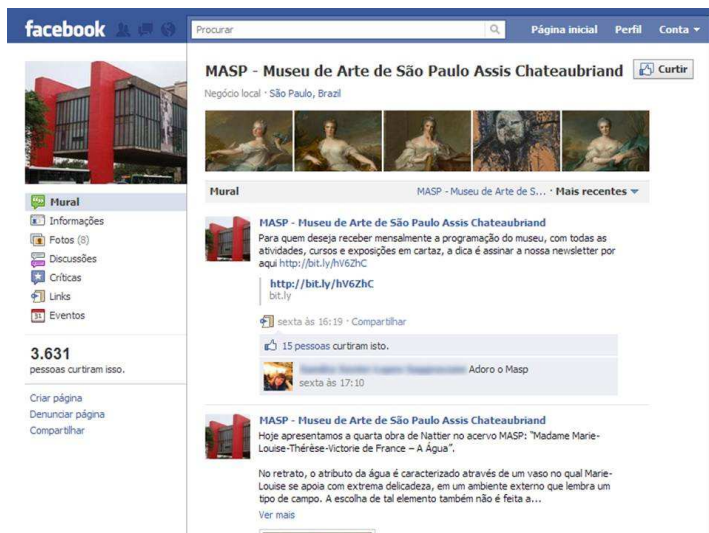 facebook
Procurar
Página inicial
Perfil
Conta
MASP - Museu de Arte de São Paulo Assis Chateaubriand
Curtir
Negócio local · São Paulo, Brazil
Mural
MASP - Museu de Arte de S... · Mais recentes
Mural
Informações
Fotos (8)
Discussões
Críticas
Links
31 Eventos
3.631
pessoas curtiram isso.
Criar página
Denunciar página
Compartilhar
MASP - Museu de Arte de São Paulo Assis Chateaubriand
Para quem deseja receber mensalmente a programação do museu, com todas as
atividades, cursos e exposições em cartaz, a dica é assinar a nossa newsletter por
aqui http://bit.ly/hV6ZhC
http://bit.ly/hV6ZhC
bit.ly
sexta às 16:19 · Compartilhar
15 pessoas curtiram isto.
Adoro o Masp
sexta às 17:10
MASP - Museu de Arte de São Paulo Assis Chateaubriand
Hoje apresentamos a quarta obra de Nattier no acervo MASP: "Madame Marie-
Louise-Thérèse-Victorie de France – A Água".
No retrato, o atributo da água é caracterizado através de um vaso no qual Marie-
Louise se apoia com extrema delicadeza, em um ambiente externo que lembra um
tipo de campo. A escolha de tal elemento também não é feita a...
Ver mais